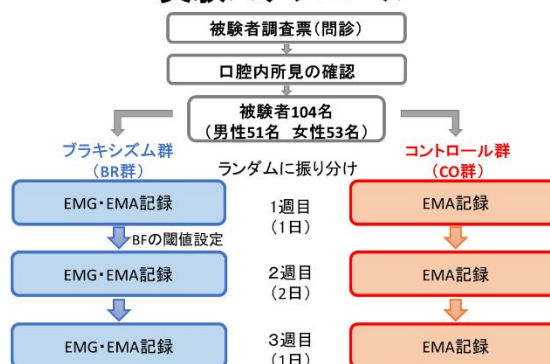 被験者調査票(問診)
口腔内所見の確認
被験者104名
(男性51名 女性53名)
ブラキシズム群
(BR群)
ランダムに振り分け
コントロール群
(CO群)
EMG・EMA記録
1週目
(1日)
EMA記録
BFの閾値設定
EMG・EMA記録
2週目
(2日)
EMA記録
EMG・EMA記録
3週目
(1日)
EMA記録